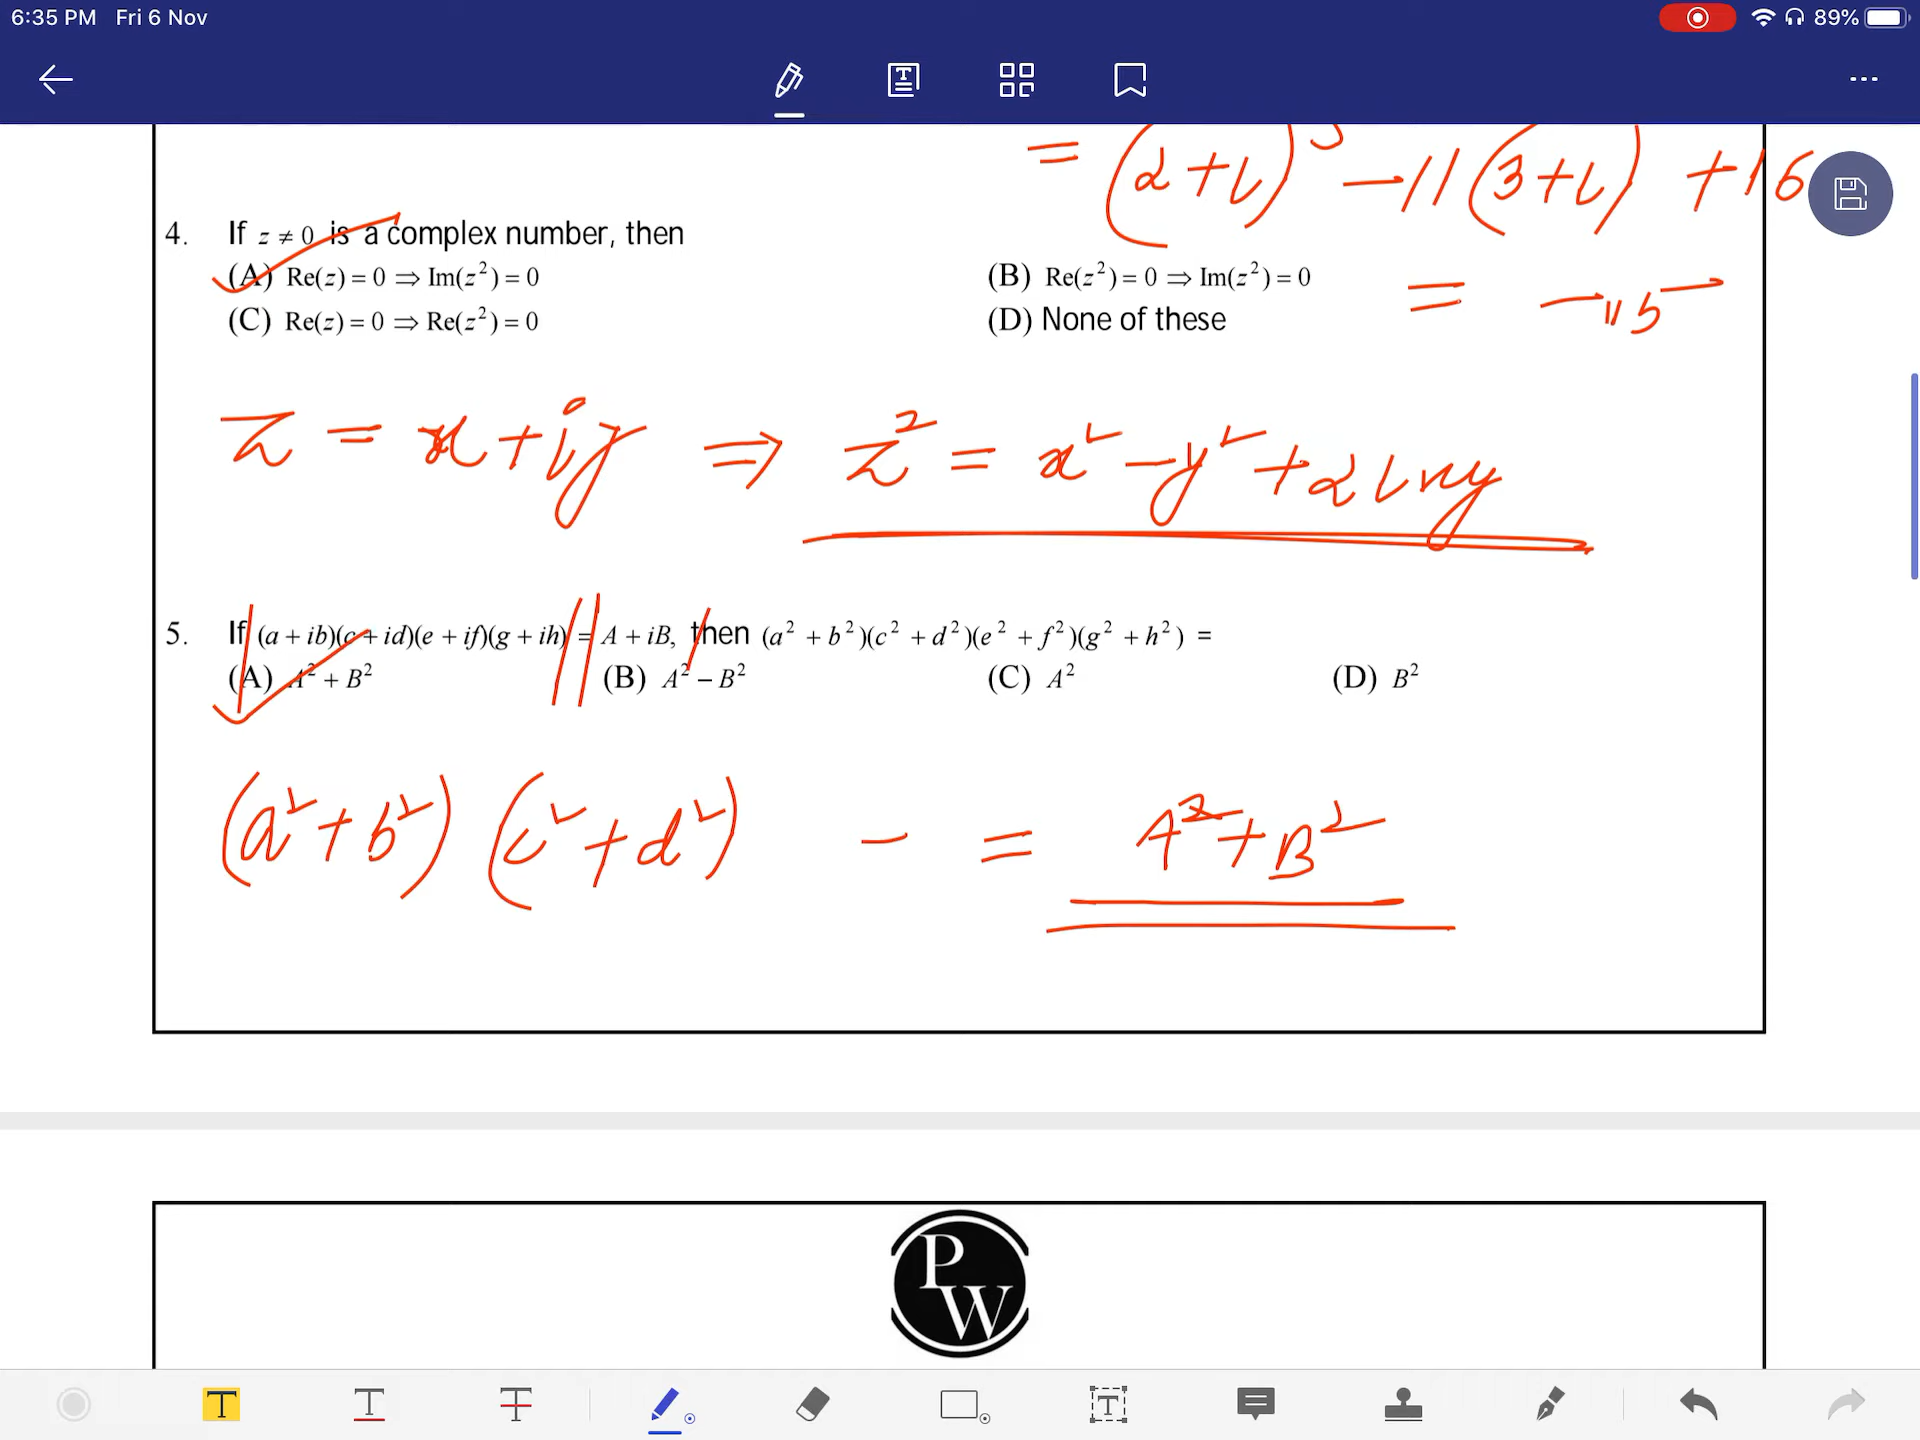 6:35 PM Fri 6 Nov 89%
= (2+i)³ -11(3+i) +16
4. If z ≠ 0 is a complex number, then
(A) Re(z) = 0 ⇒ Im(z²) = 0 (B) Re(z²) = 0 ⇒ Im(z²) = 0
(C) Re(z) = 0 ⇒ Re(z²) = 0 (D) None of these
z = x+iy ⇒ z² = x²-y²+2ixy
5. If (a + ib)(c + id)(e + if)(g + ih) = A + iB, then (a² + b²)(c² + d²)(e² + f²)(g² + h²) =
(A) A² + B² (B) A² – B² (C) A² (D) B²
(a²+b²) (c²+d²) - = A²+B²
PW